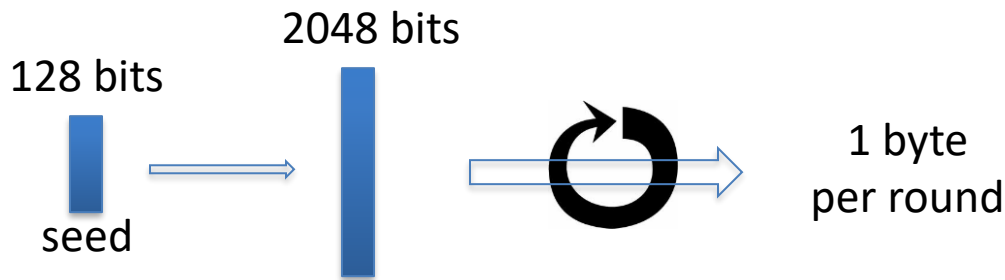 2048 bits
128 bits
seed
1 byte
per round